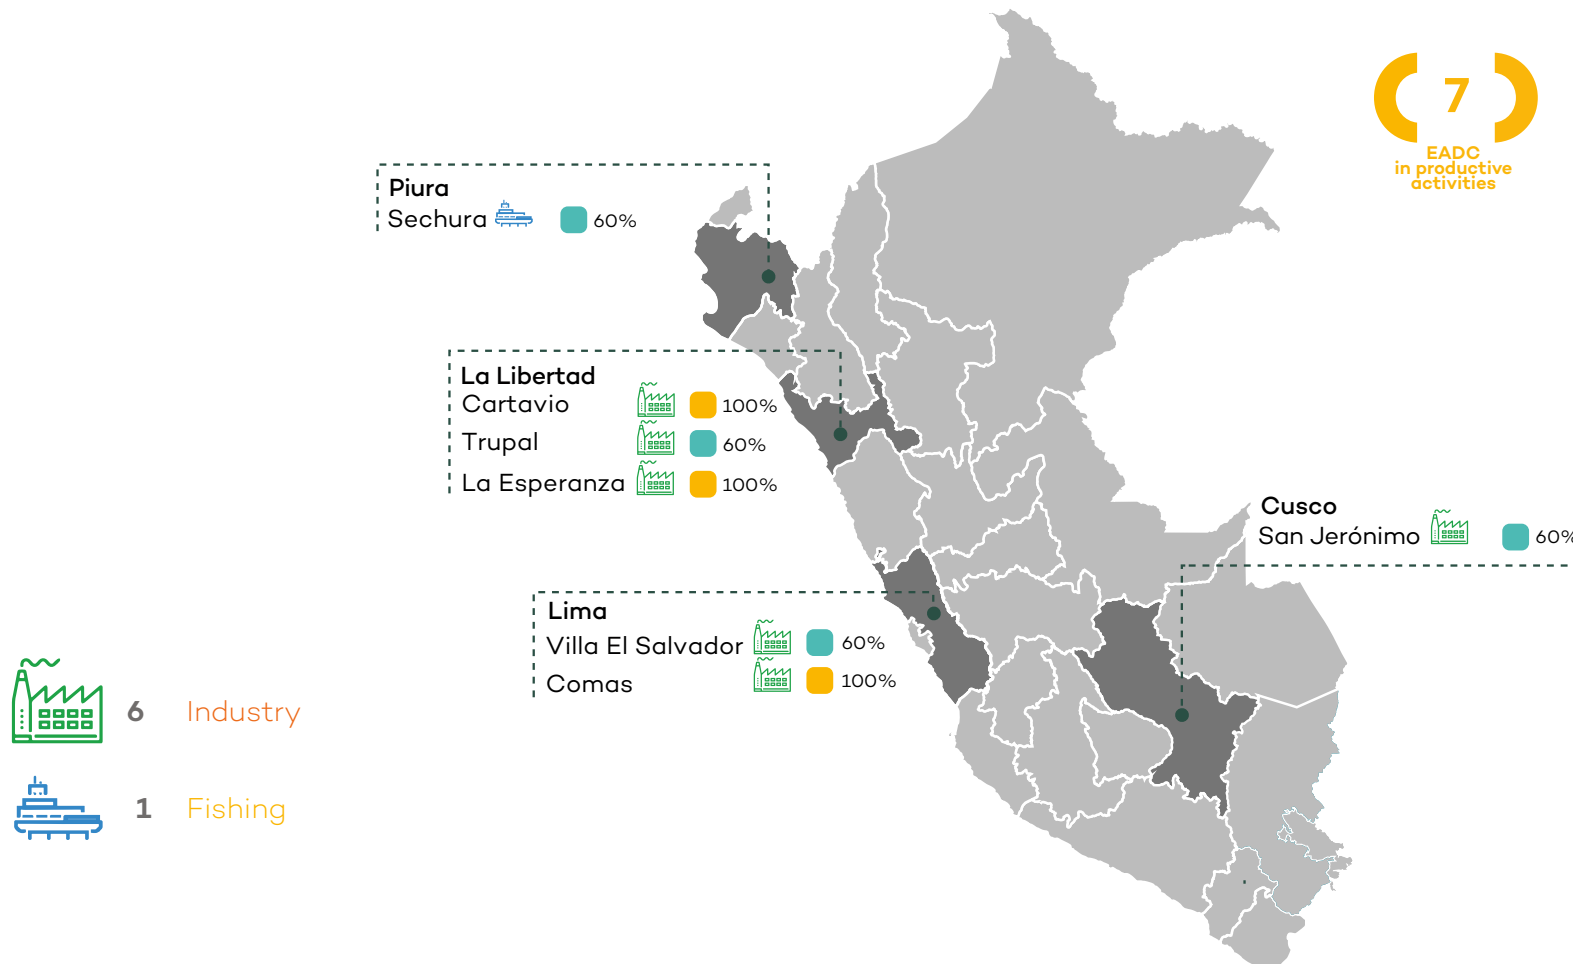 7
EADC
in productive
activities
Piura
Sechura 60%
La Libertad
Cartavio 100%
Trupal 60%
La Esperanza 100%
Cusco
San Jerónimo 60%
Lima
Villa El Salvador 60%
Comas 100%
6 Industry
1 Fishing